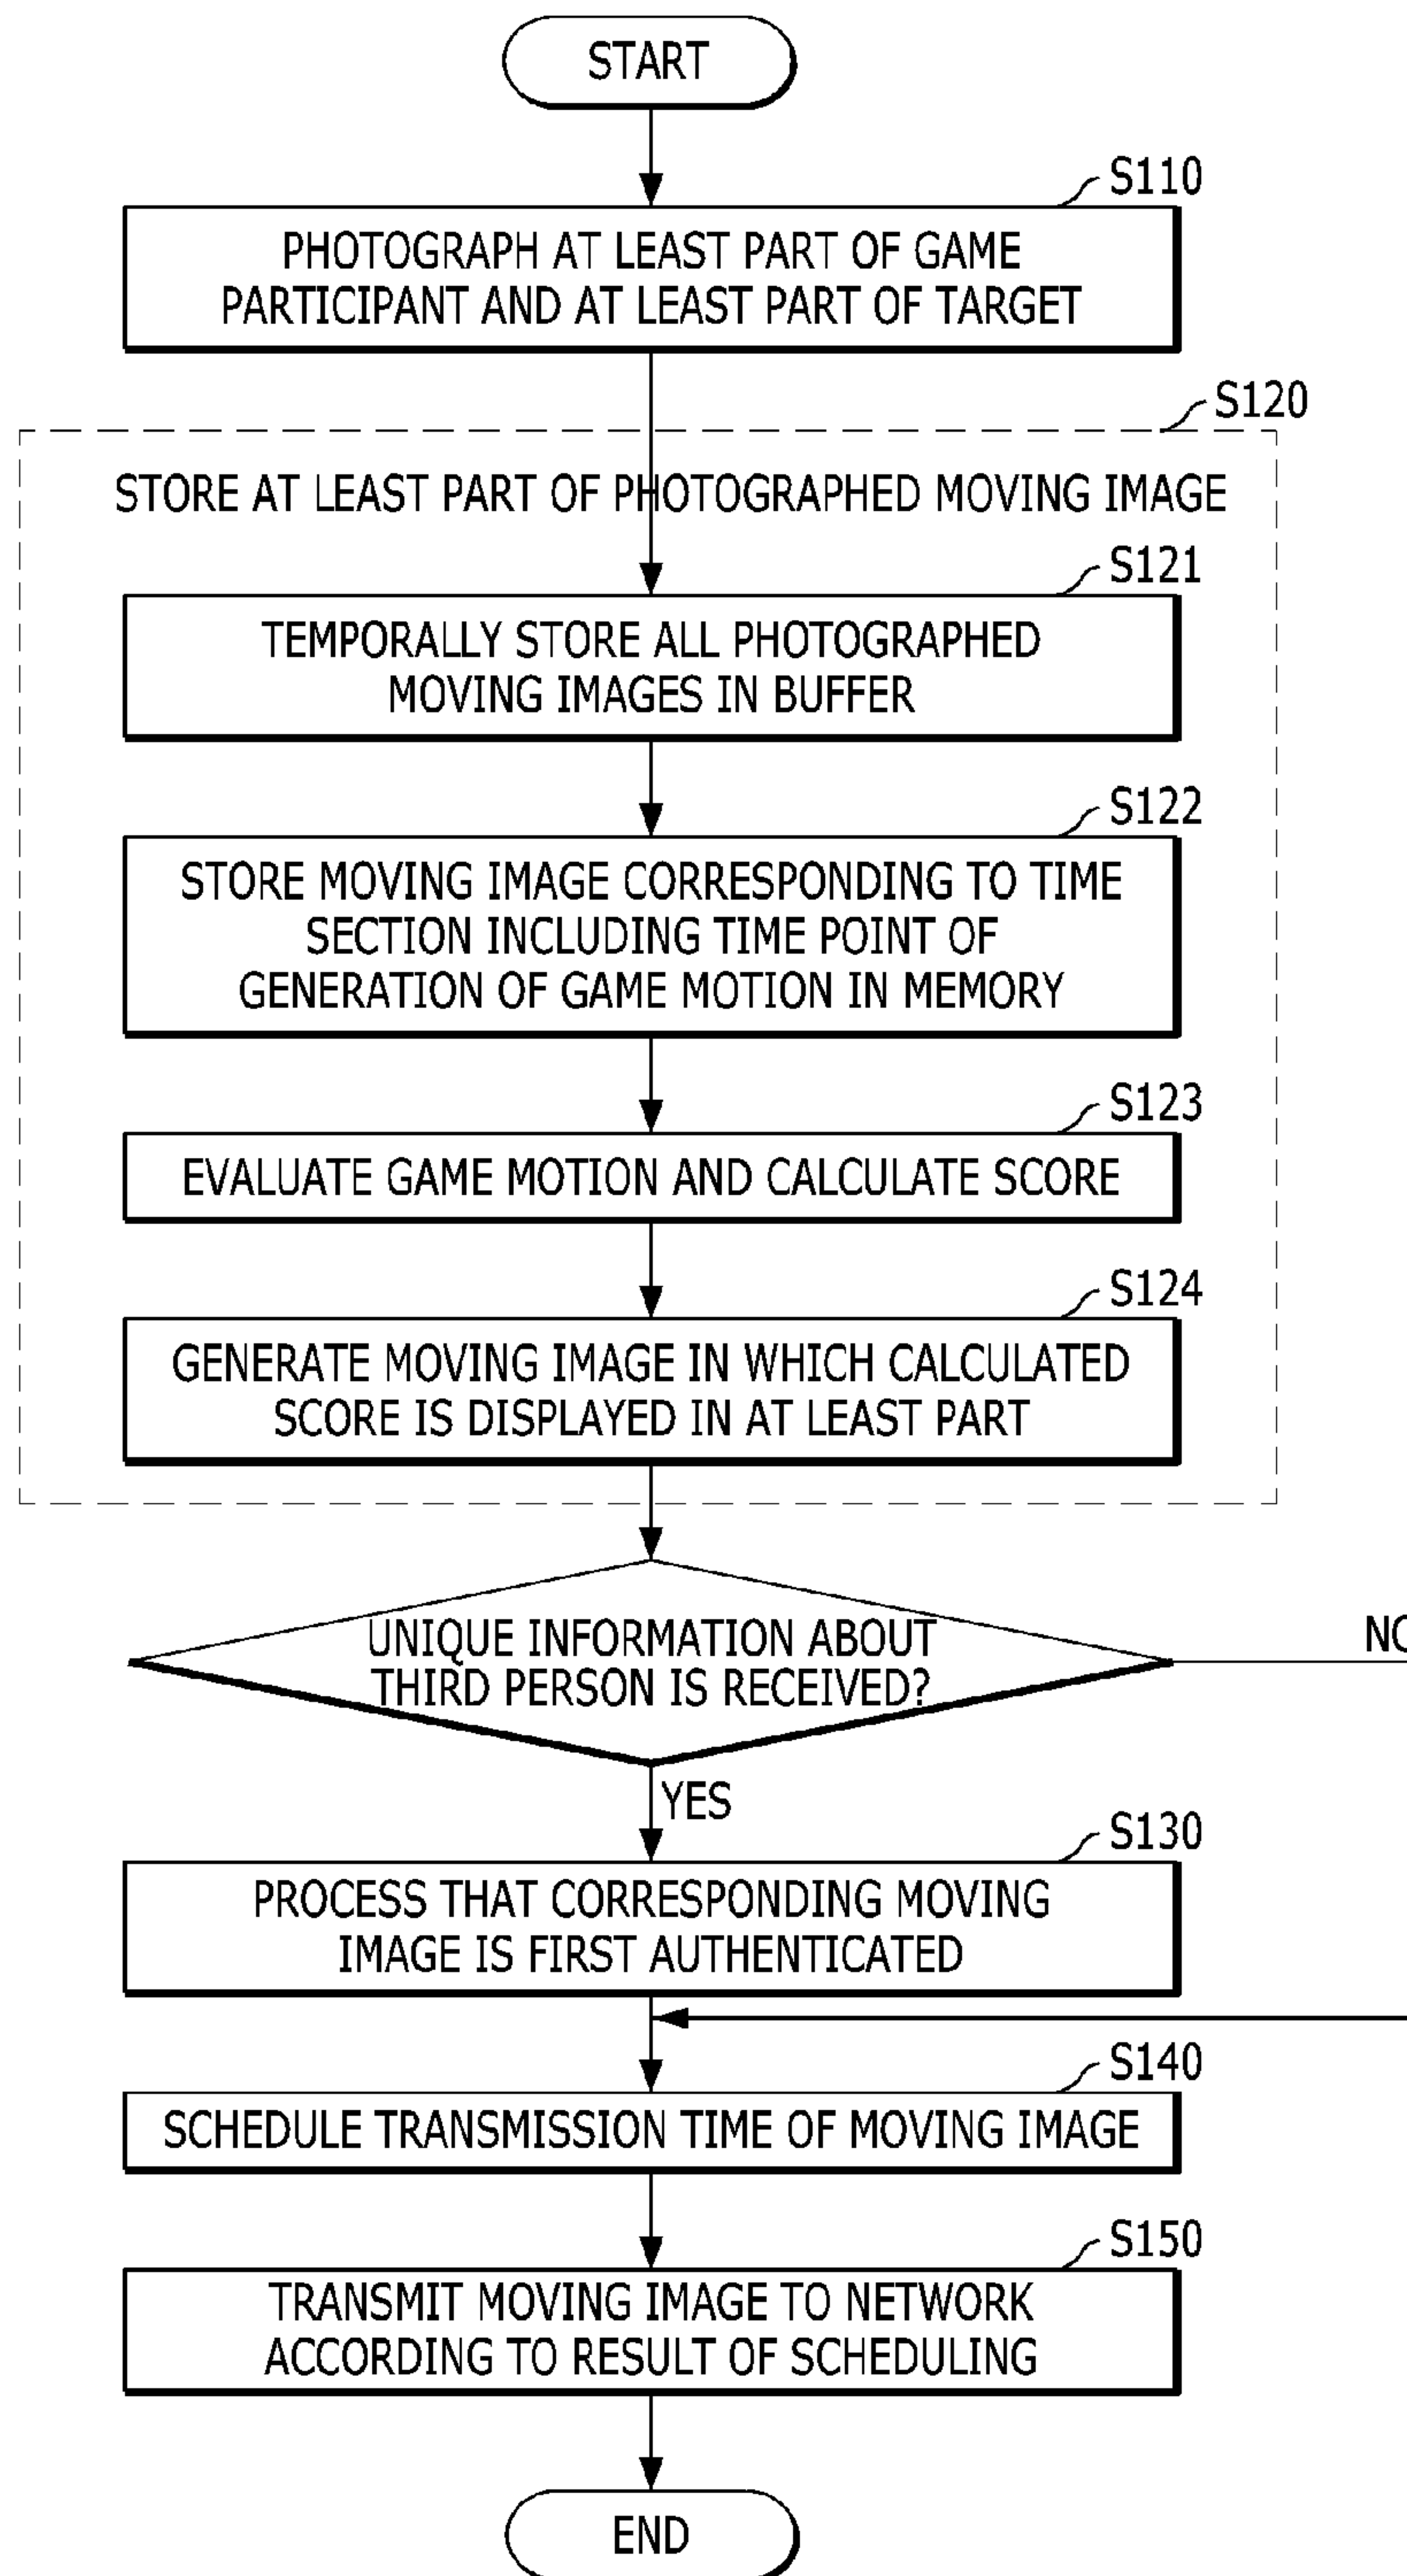 START
S110
PHOTOGRAPH AT LEAST PART OF GAME
PARTICIPANT AND AT LEAST PART OF TARGET
S120
STORE AT LEAST PART OF PHOTOGRAPHED MOVING IMAGE
S121
TEMPORALLY STORE ALL PHOTOGRAPHED
MOVING IMAGES IN BUFFER
S122
STORE MOVING IMAGE CORRESPONDING TO TIME
SECTION INCLUDING TIME POINT OF
GENERATION OF GAME MOTION IN MEMORY
S123
EVALUATE GAME MOTION AND CALCULATE SCORE
S124
GENERATE MOVING IMAGE IN WHICH CALCULATED
SCORE IS DISPLAYED IN AT LEAST PART
UNIQUE INFORMATION ABOUT
THIRD PERSON IS RECEIVED?
NO
YES
S130
PROCESS THAT CORRESPONDING MOVING
IMAGE IS FIRST AUTHENTICATED
S140
SCHEDULE TRANSMISSION TIME OF MOVING IMAGE
S150
TRANSMIT MOVING IMAGE TO NETWORK
ACCORDING TO RESULT OF SCHEDULING
END